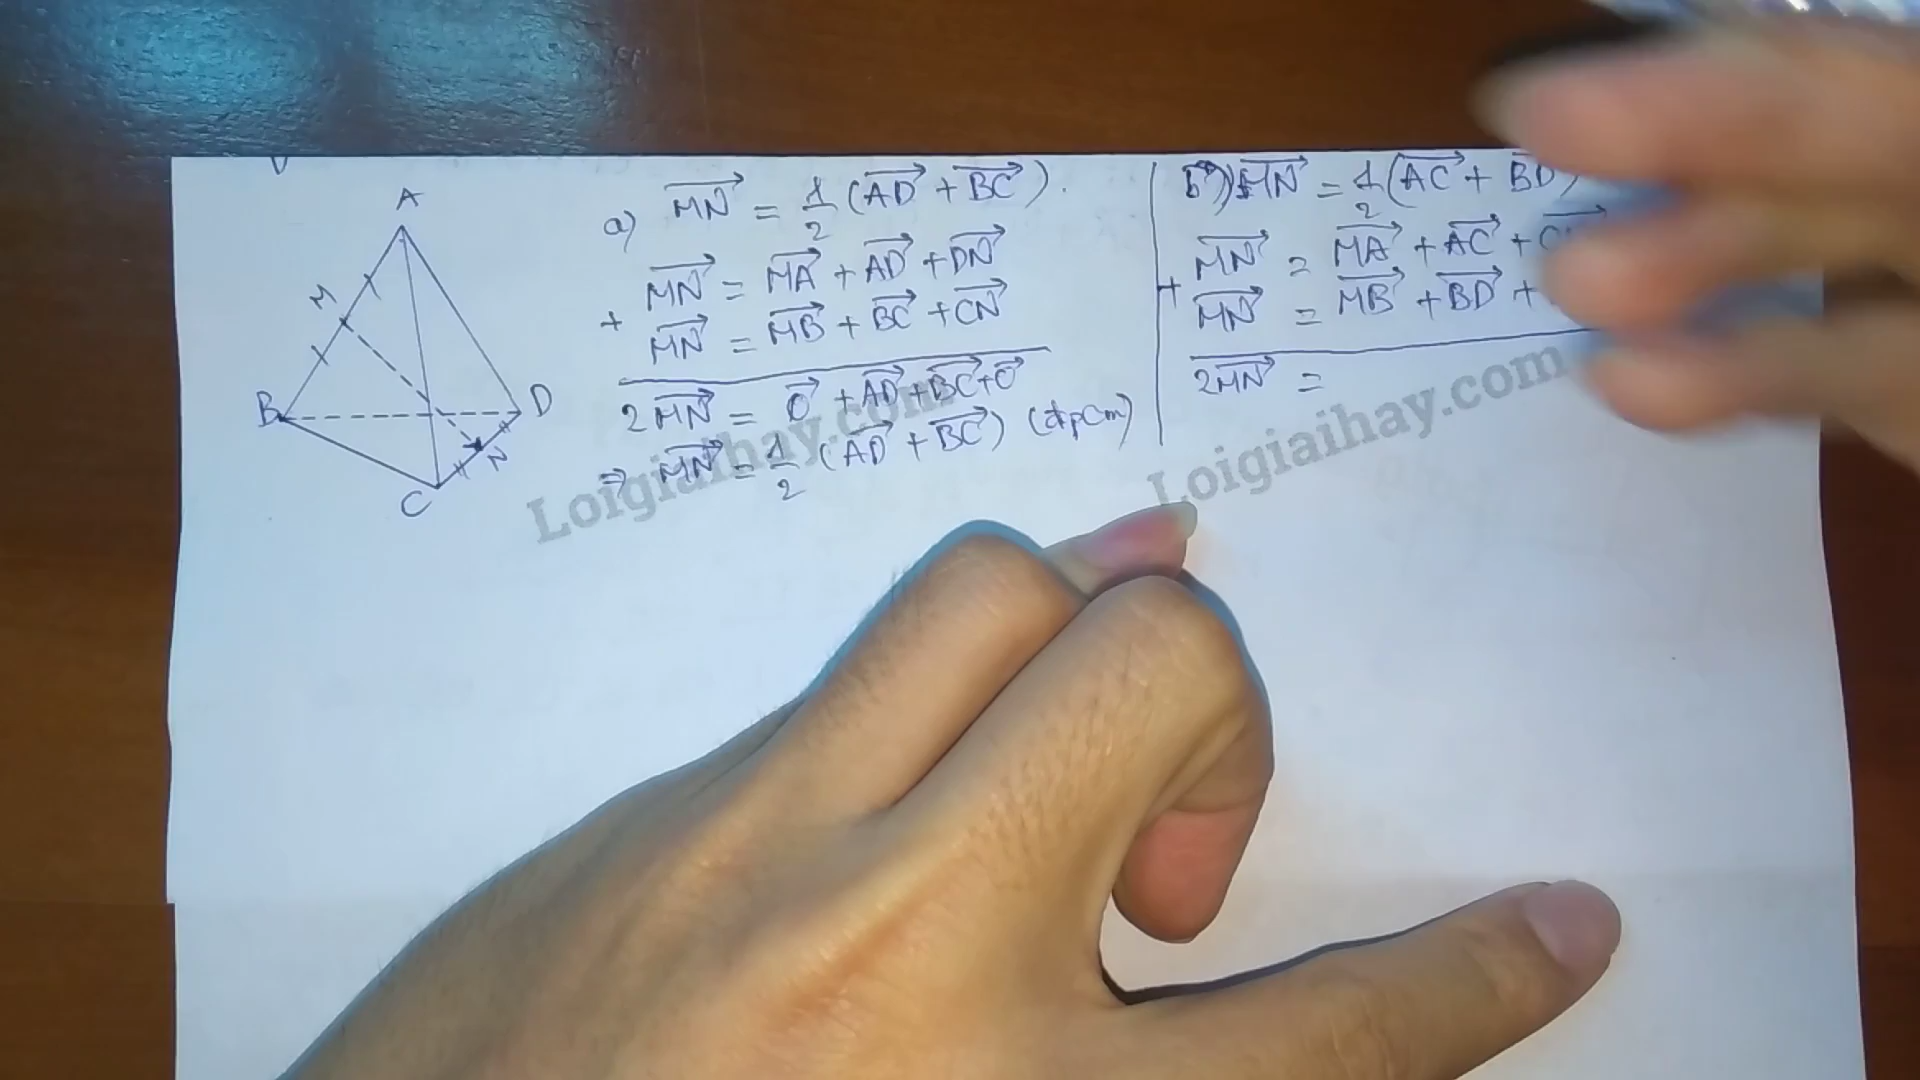 A
M
B
D
N
C
a) MN⃗ = 1/2 (AD⃗ + BC⃗).
MN⃗ = MA⃗ + AD⃗ + DN⃗
+
MN⃗ = MB⃗ + BC⃗ + CN⃗
2MN⃗ = 0⃗ + AD⃗ + BC⃗ + 0⃗
⇒ MN⃗ = 1/2 (AD⃗ + BC⃗) (đpcm)
b) MN⃗ = 1/2 (AC⃗ + BD⃗)
MN⃗ = MA⃗ + AC⃗ +
+
MN⃗ = MB⃗ + BD⃗ +
2MN⃗ =
Loigiaihay.com
Loigiaihay.com